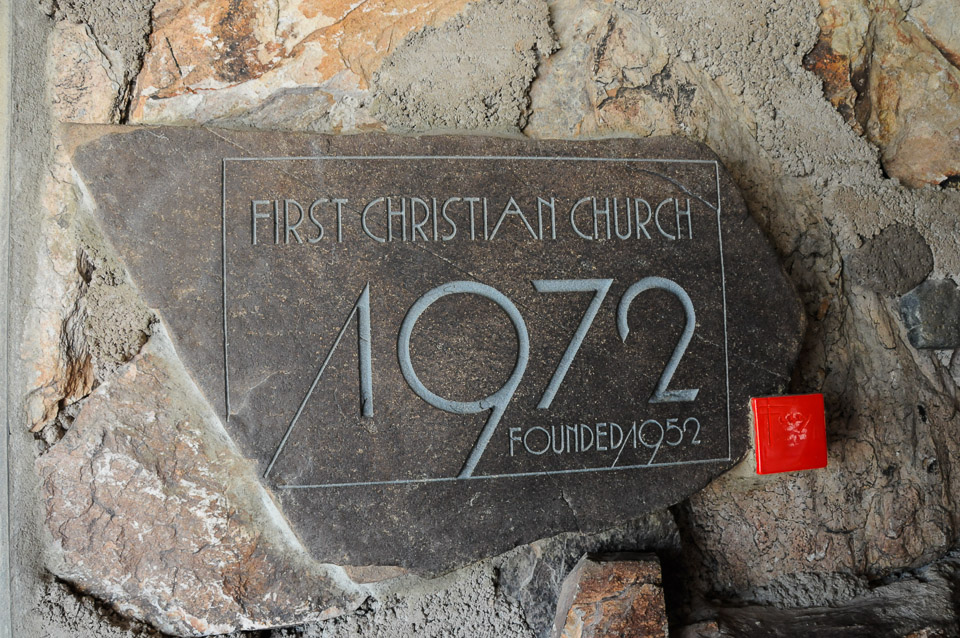 FIRST CHRISTIAN CHURCH
1972
FOUNDED 1952